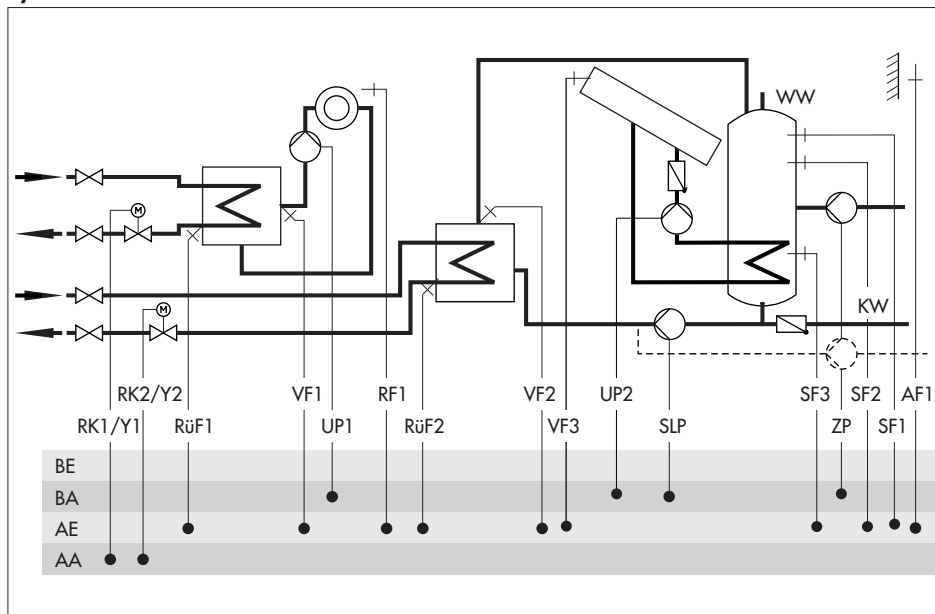 WW
M
M
KW
RK2/Y2 VF1 RF1 VF2 UP2 SF3 SF2 AF1
RK1/Y1 RüF1 UP1 RüF2 VF3 SLP ZP SF1
BE
BA
AE
AA